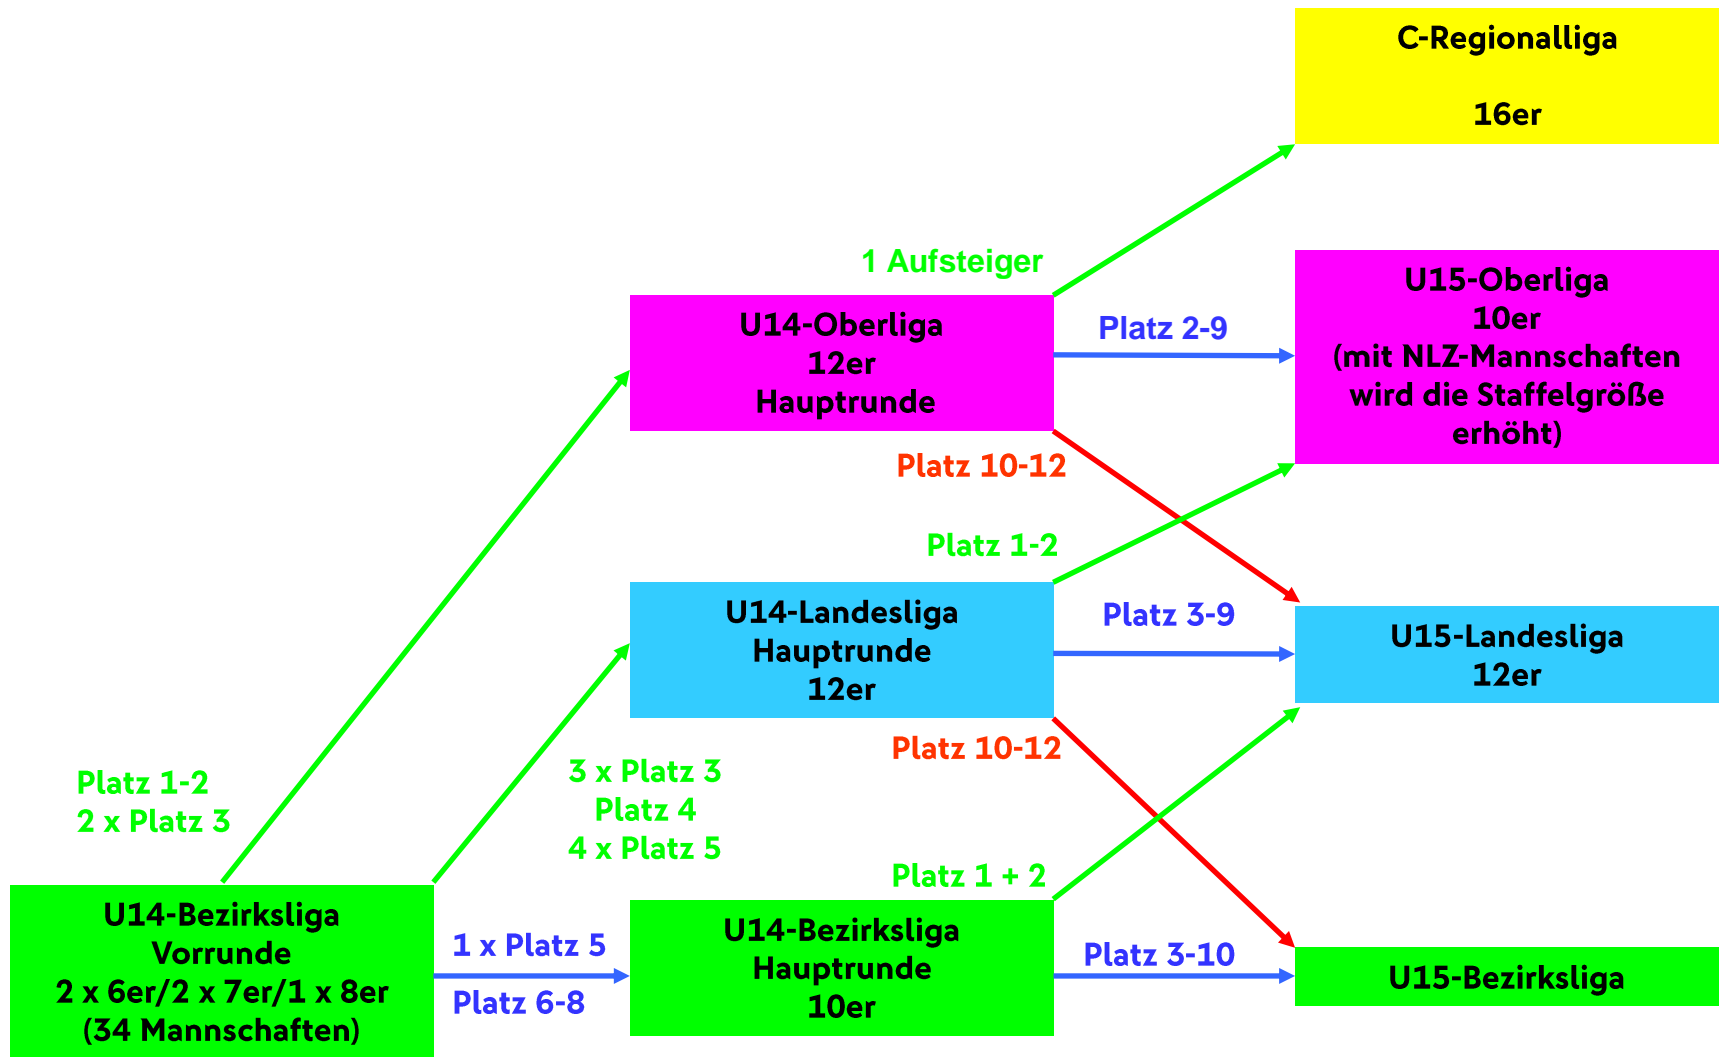 C-Regionalliga
16er
1 Aufsteiger
U14-Oberliga
12er
Hauptrunde
Platz 2-9
U15-Oberliga
10er
(mit NLZ-Mannschaften
wird die Staffelgröße
erhöht)
Platz 10-12
Platz 1-2
U14-Landesliga
Hauptrunde
12er
Platz 3-9
U15-Landesliga
12er
Platz 10-12
Platz 1-2
2 x Platz 3
3 x Platz 3
Platz 4
4 x Platz 5
Platz 1 + 2
U14-Bezirksliga
Vorrunde
2 x 6er/2 x 7er/1 x 8er
(34 Mannschaften)
1 x Platz 5
Platz 6-8
U14-Bezirksliga
Hauptrunde
10er
Platz 3-10
U15-Bezirksliga